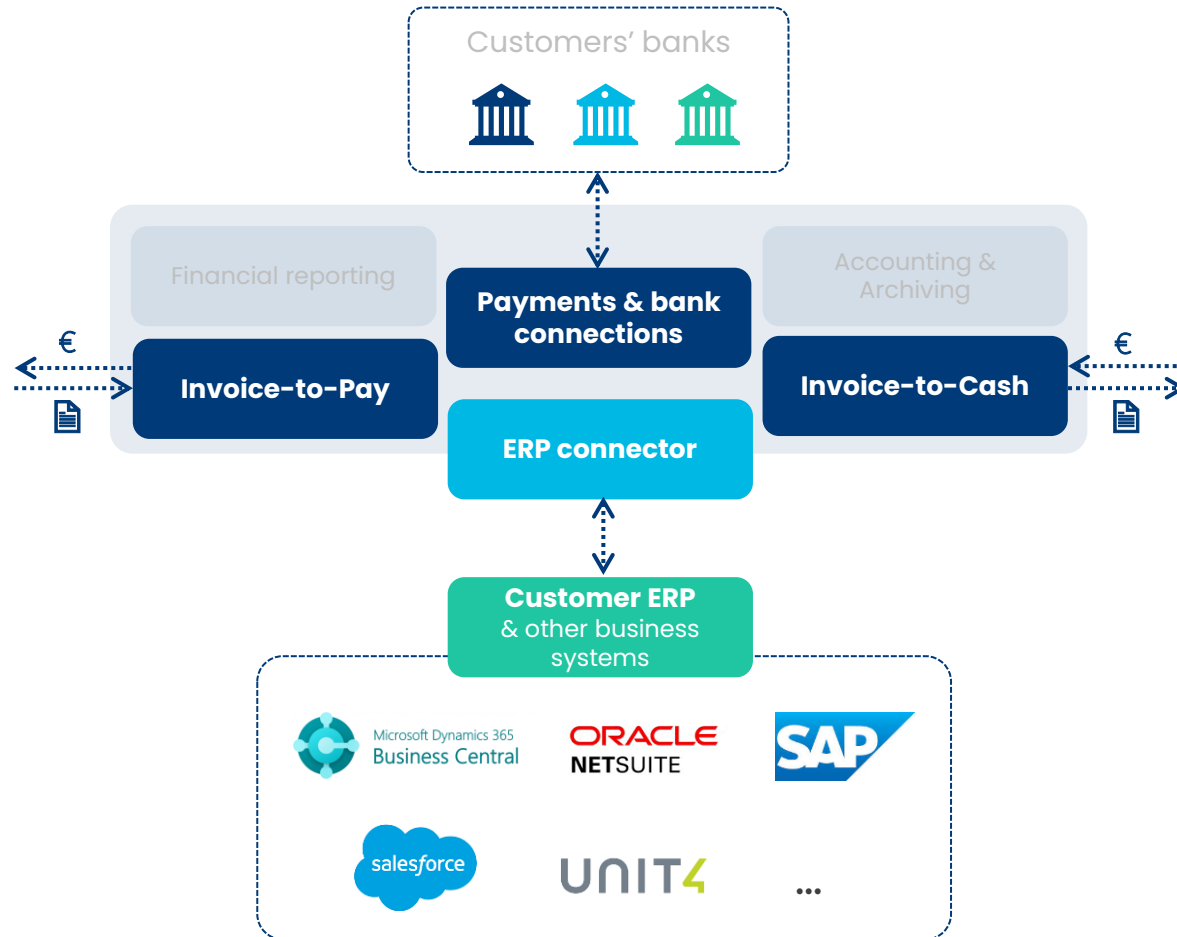 Customers’ banks
Financial reporting
Accounting &
Archiving
Payments & bank
connections
€
€
Invoice-to-Pay
Invoice-to-Cash
ERP connector
Customer ERP
& other business
systems
Microsoft Dynamics 365
Business Central
ORACLE
NETSUITE
SAP
salesforce
UNIT4
...